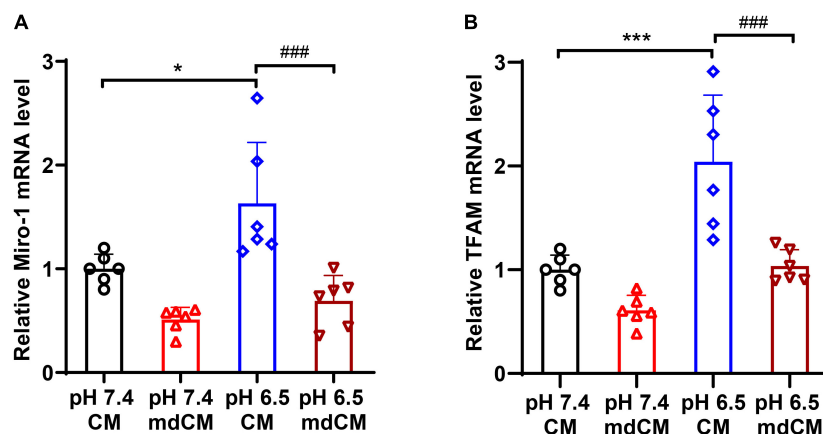 A
Relative Miro-1 mRNA level
3
2
1
0
*
###
pH 7.4
CM
pH 7.4
mdCM
pH 6.5
CM
pH 6.5
mdCM
B
Relative TFAM mRNA level
3
2
1
0
***
###
pH 7.4
CM
pH 7.4
mdCM
pH 6.5
CM
pH 6.5
mdCM